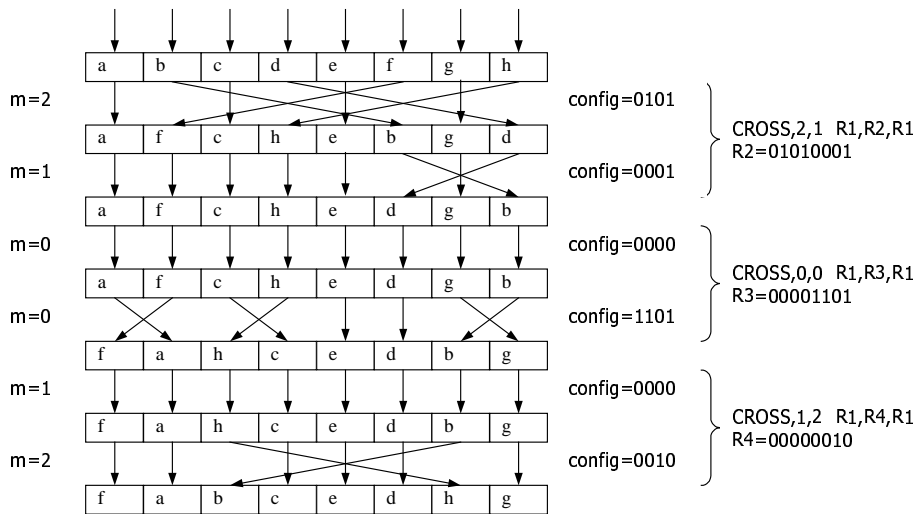 a b c d e f g h
m=2 config=0101
CROSS,2,1 R1,R2,R1
a f c h e b g d
R2=01010001
m=1 config=0001
a f c h e d g b
m=0 config=0000
a f c h e d g b
CROSS,0,0 R1,R3,R1
R3=00001101
m=0 config=1101
f a h c e d b g
m=1 config=0000
f a h c e d b g
CROSS,1,2 R1,R4,R1
R4=00000010
m=2 config=0010
f a b c e d h g